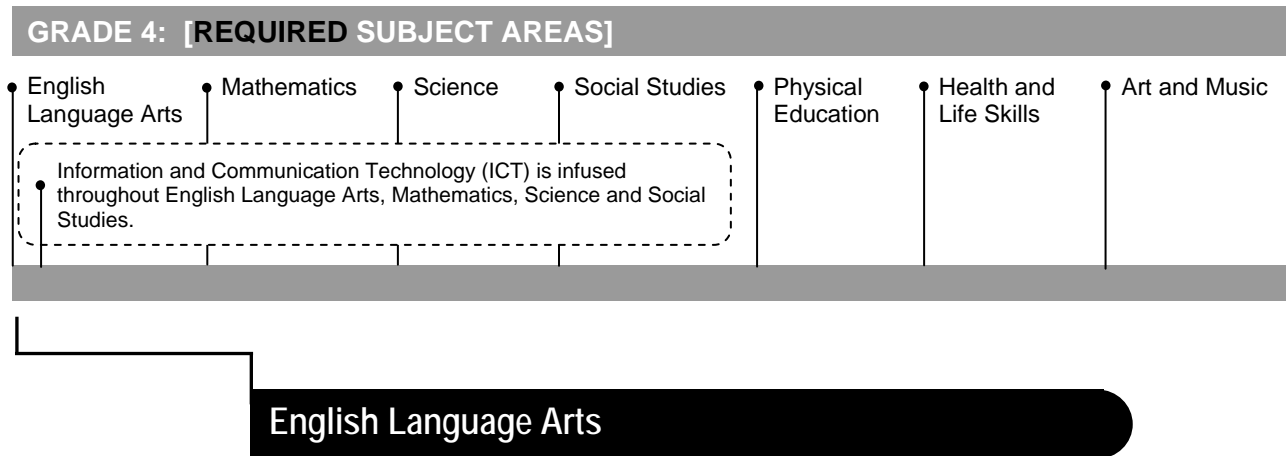 GRADE 4: [REQUIRED SUBJECT AREAS]
English
Language Arts
Mathematics
Science
Social Studies
Physical
Education
Health and
Life Skills
Art and Music
Information and Communication Technology (ICT) is infused
throughout English Language Arts, Mathematics, Science and Social
Studies.
English Language Arts